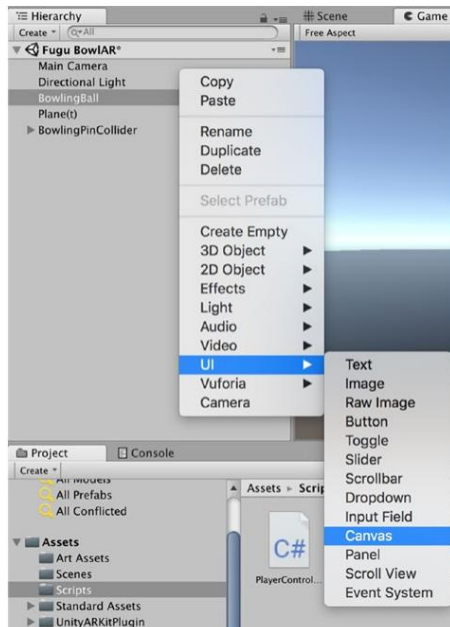 Hierarchy
Create
Q▾All
Fugu BowlAR*
Main Camera
Directional Light
BowlingBall
Plane(t)
BowlingPinCollider
Scene
Game
Free Aspect
Copy
Paste
Rename
Duplicate
Delete
Select Prefab
Create Empty
3D Object
2D Object
Effects
Light
Audio
Video
UI
Vuforia
Camera
Text
Image
Raw Image
Button
Toggle
Slider
Scrollbar
Dropdown
Input Field
Canvas
Panel
Scroll View
Event System
Project
Console
Create
All Models
All Prefabs
All Conflicted
Assets
Art Assets
Scenes
Scripts
Standard Assets
UnityARKitPlugin
Assets ▸ Scrip
C#
PlayerControl...